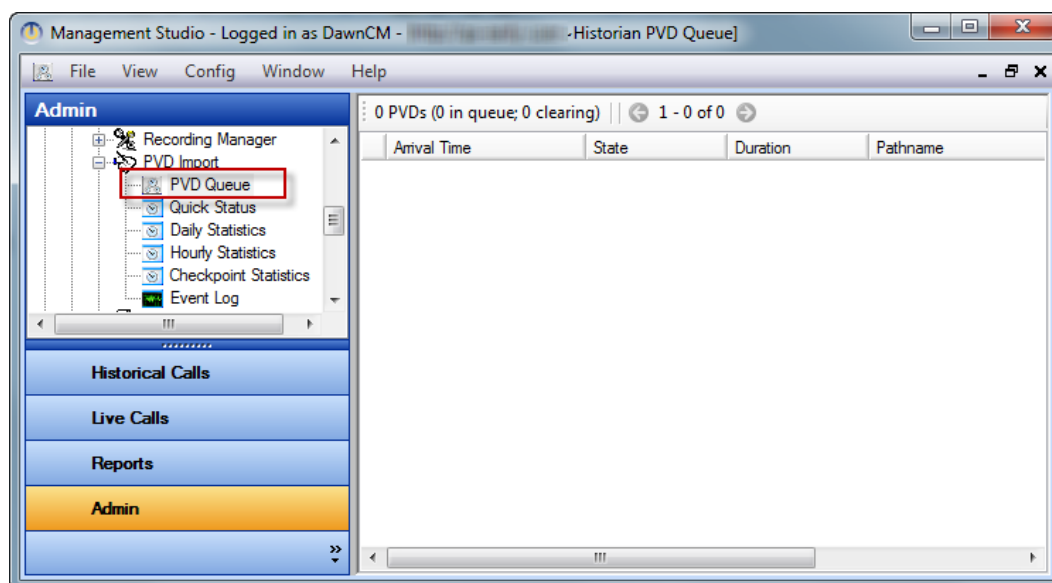 Management Studio - Logged in as DawnCM - -Historian PVD Queue]
File View Config Window Help
Admin
0 PVDs (0 in queue; 0 clearing) 1 - 0 of 0
Arrival Time State Duration Pathname
Recording Manager
PVD Import
PVD Queue
Quick Status
Daily Statistics
Hourly Statistics
Checkpoint Statistics
Event Log
Historical Calls
Live Calls
Reports
Admin